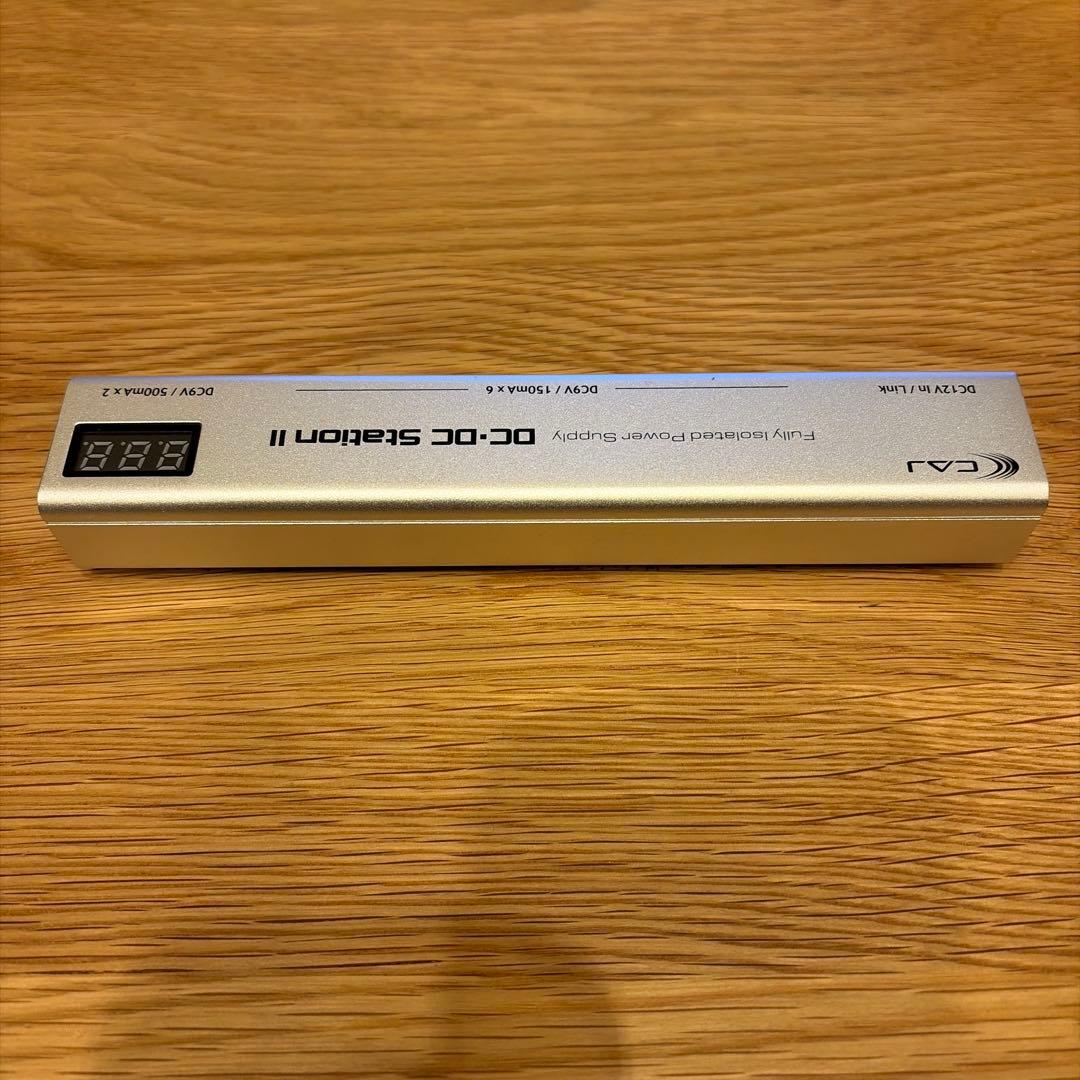 CAJ
Fully Isolated Power Supply DC-DC Station II
DC12V In / Link DC9V / 150mA x 6 DC9V / 500mA x 2